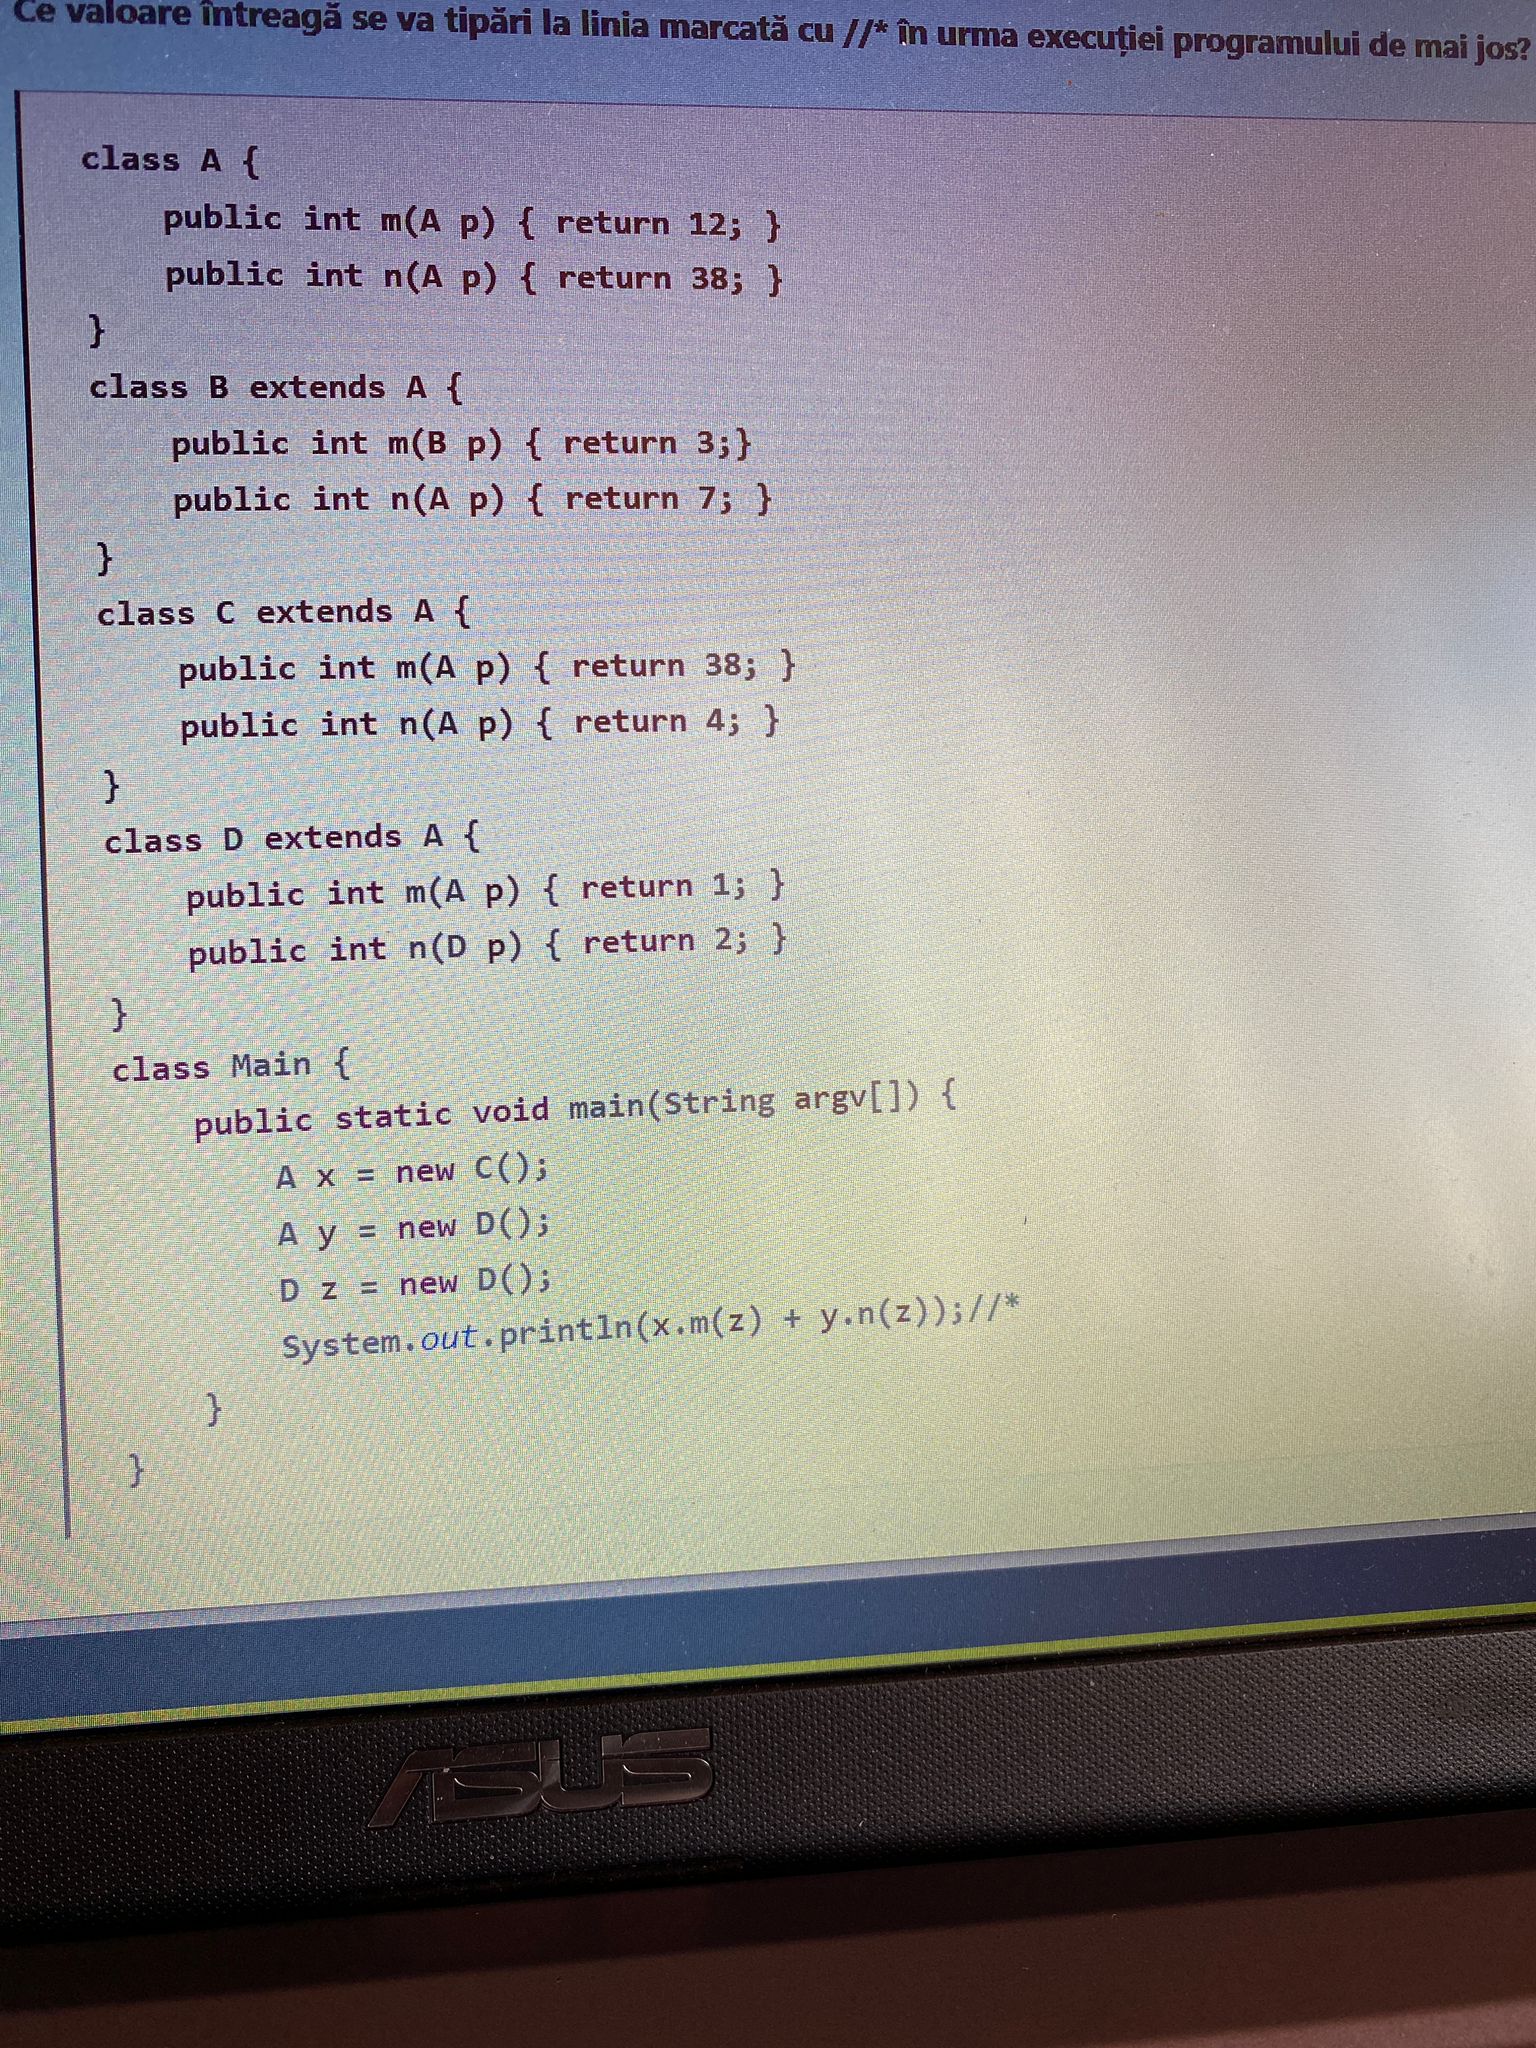 Ce valoare întreagă se va tipări la linia marcată cu //* în urma execuției programului de mai jos?
class A {
public int m(A p) { return 12; }
public int n(A p) { return 38; }
}
class B extends A {
public int m(B p) { return 3;}
public int n(A p) { return 7; }
}
class C extends A {
public int m(A p) { return 38; }
public int n(A p) { return 4; }
}
class D extends A {
public int m(A p) { return 1; }
public int n(D p) { return 2; }
}
class Main {
public static void main(String argv[]) {
A x = new C();
A y = new D();
D z = new D();
System.out.println(x.m(z) + y.n(z));//*
}
}
ASUS